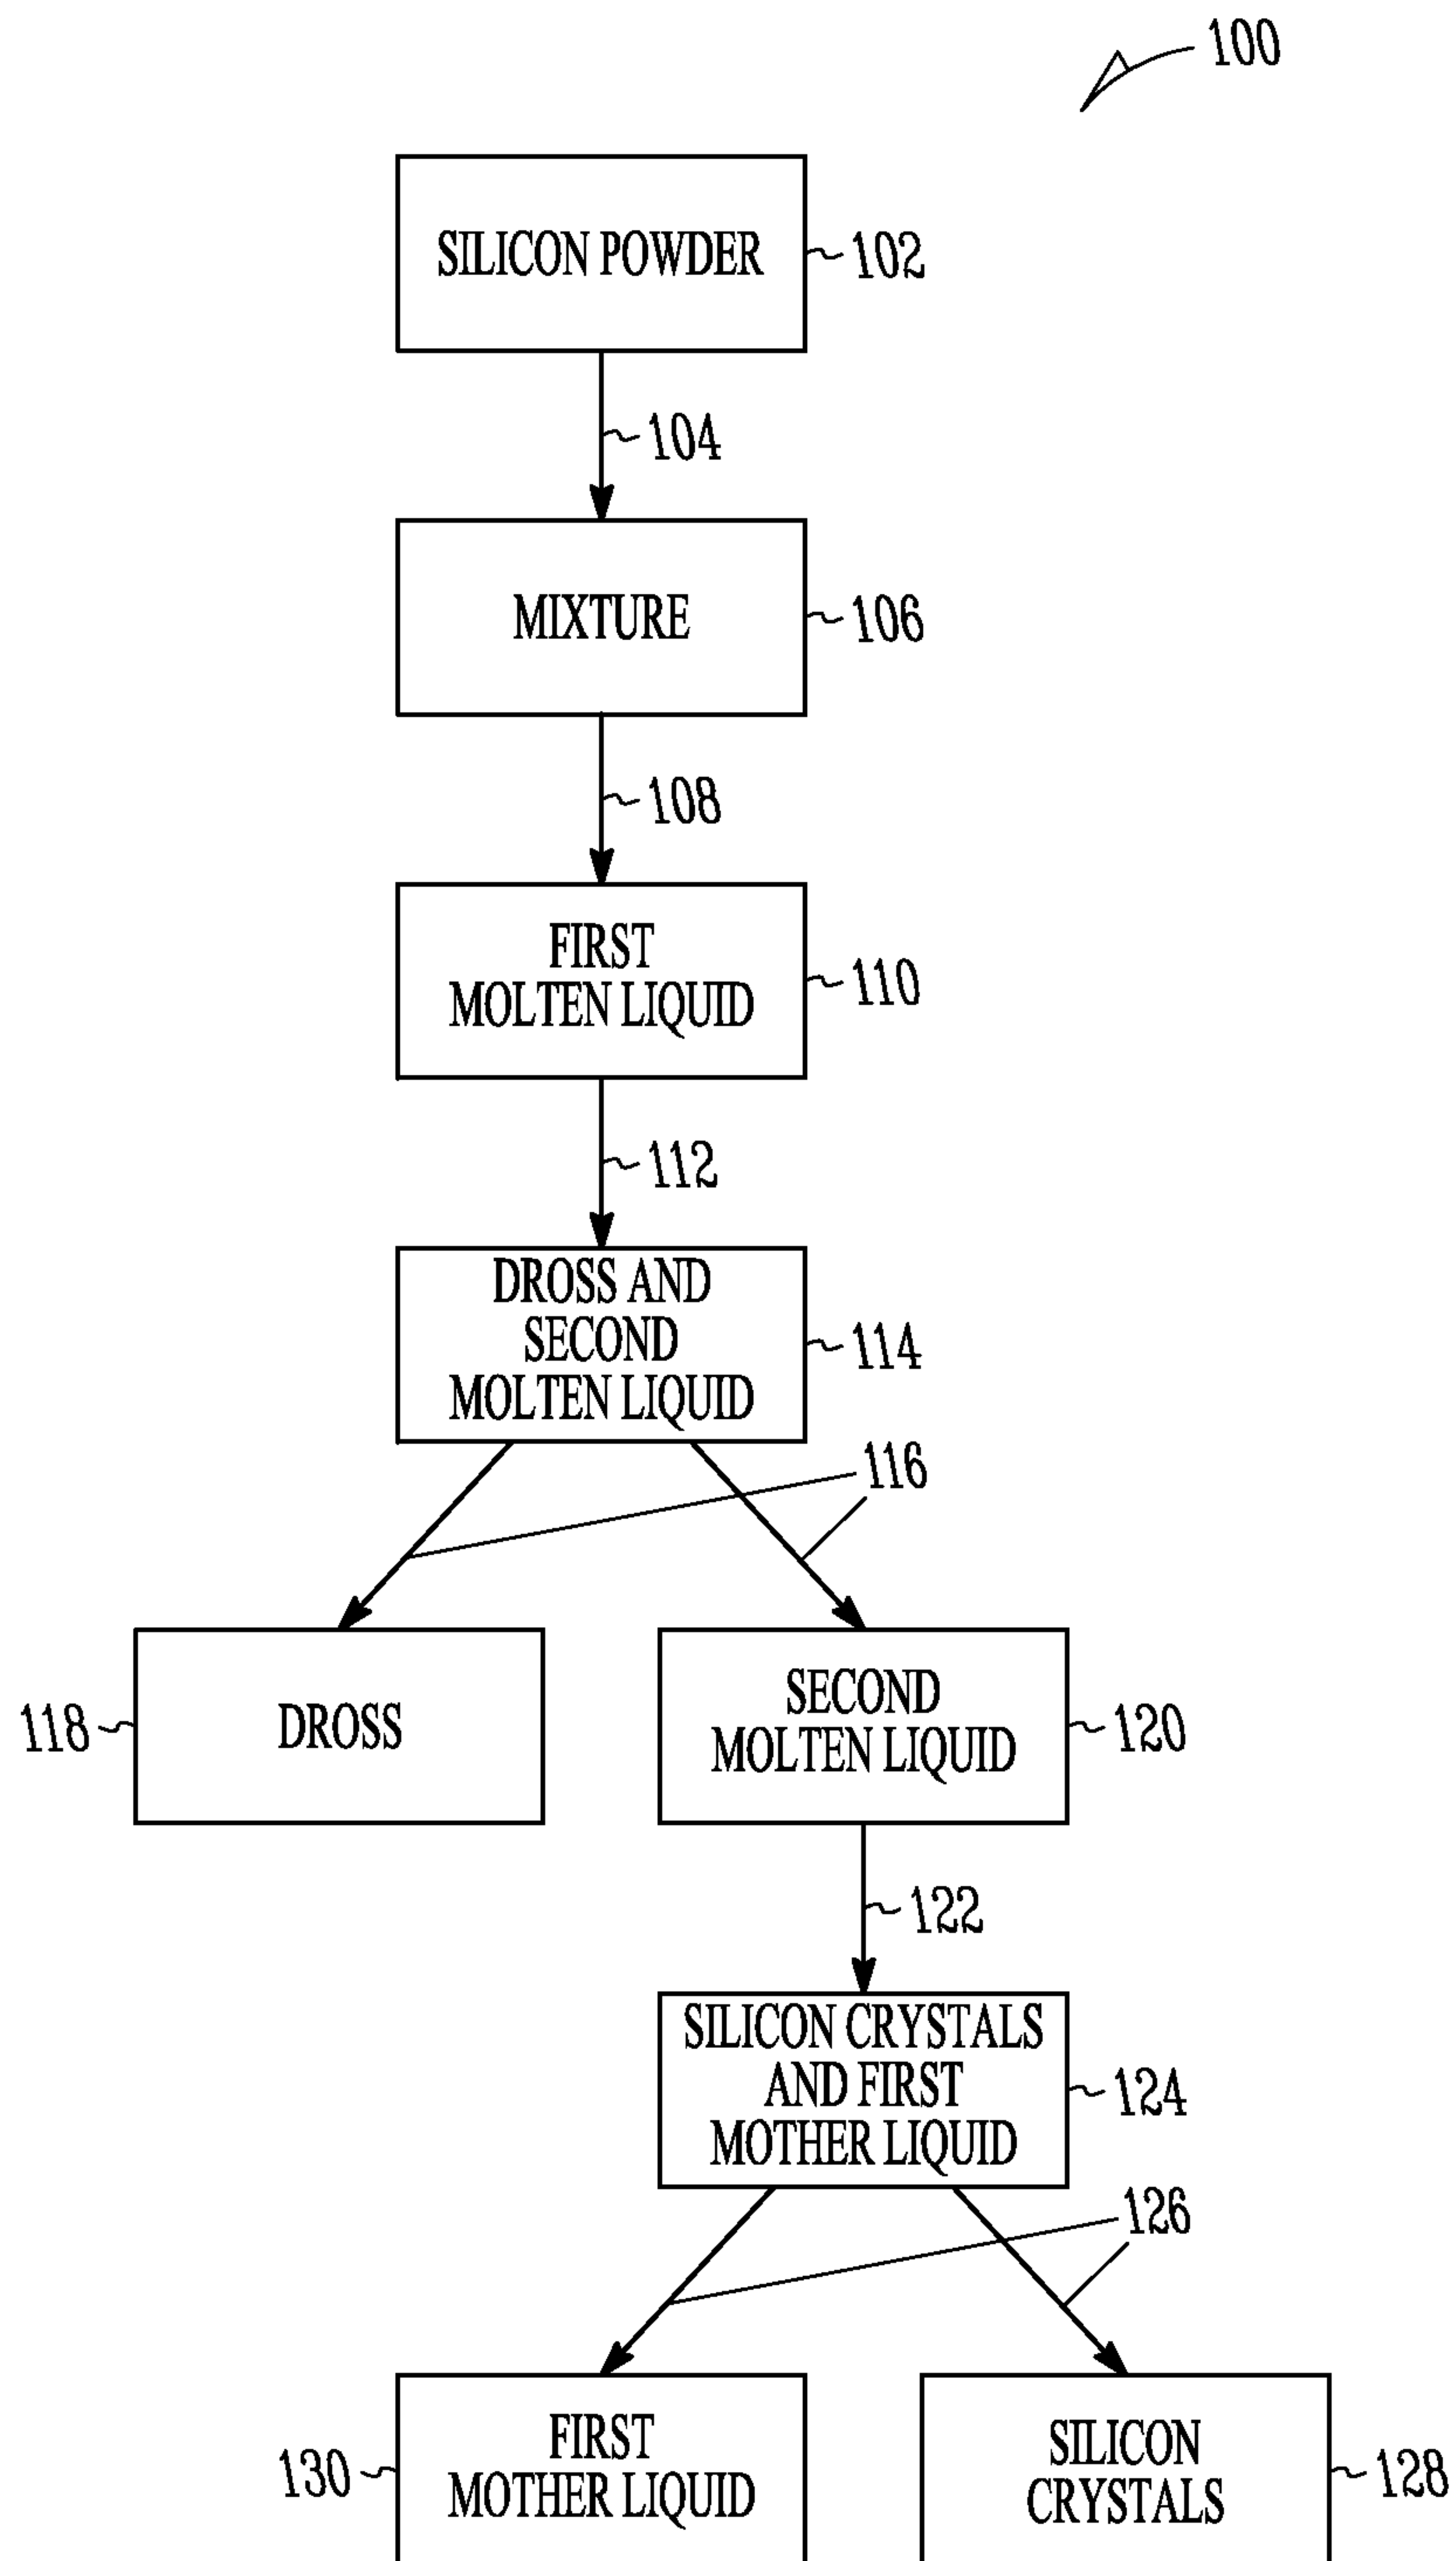 100
SILICON POWDER
102
104
MIXTURE
106
108
FIRST
MOLTEN LIQUID
110
112
DROSS AND
SECOND
MOLTEN LIQUID
114
116
118
DROSS
SECOND
MOLTEN LIQUID
120
122
SILICON CRYSTALS
AND FIRST
MOTHER LIQUID
124
126
130
FIRST
MOTHER LIQUID
SILICON
CRYSTALS
128